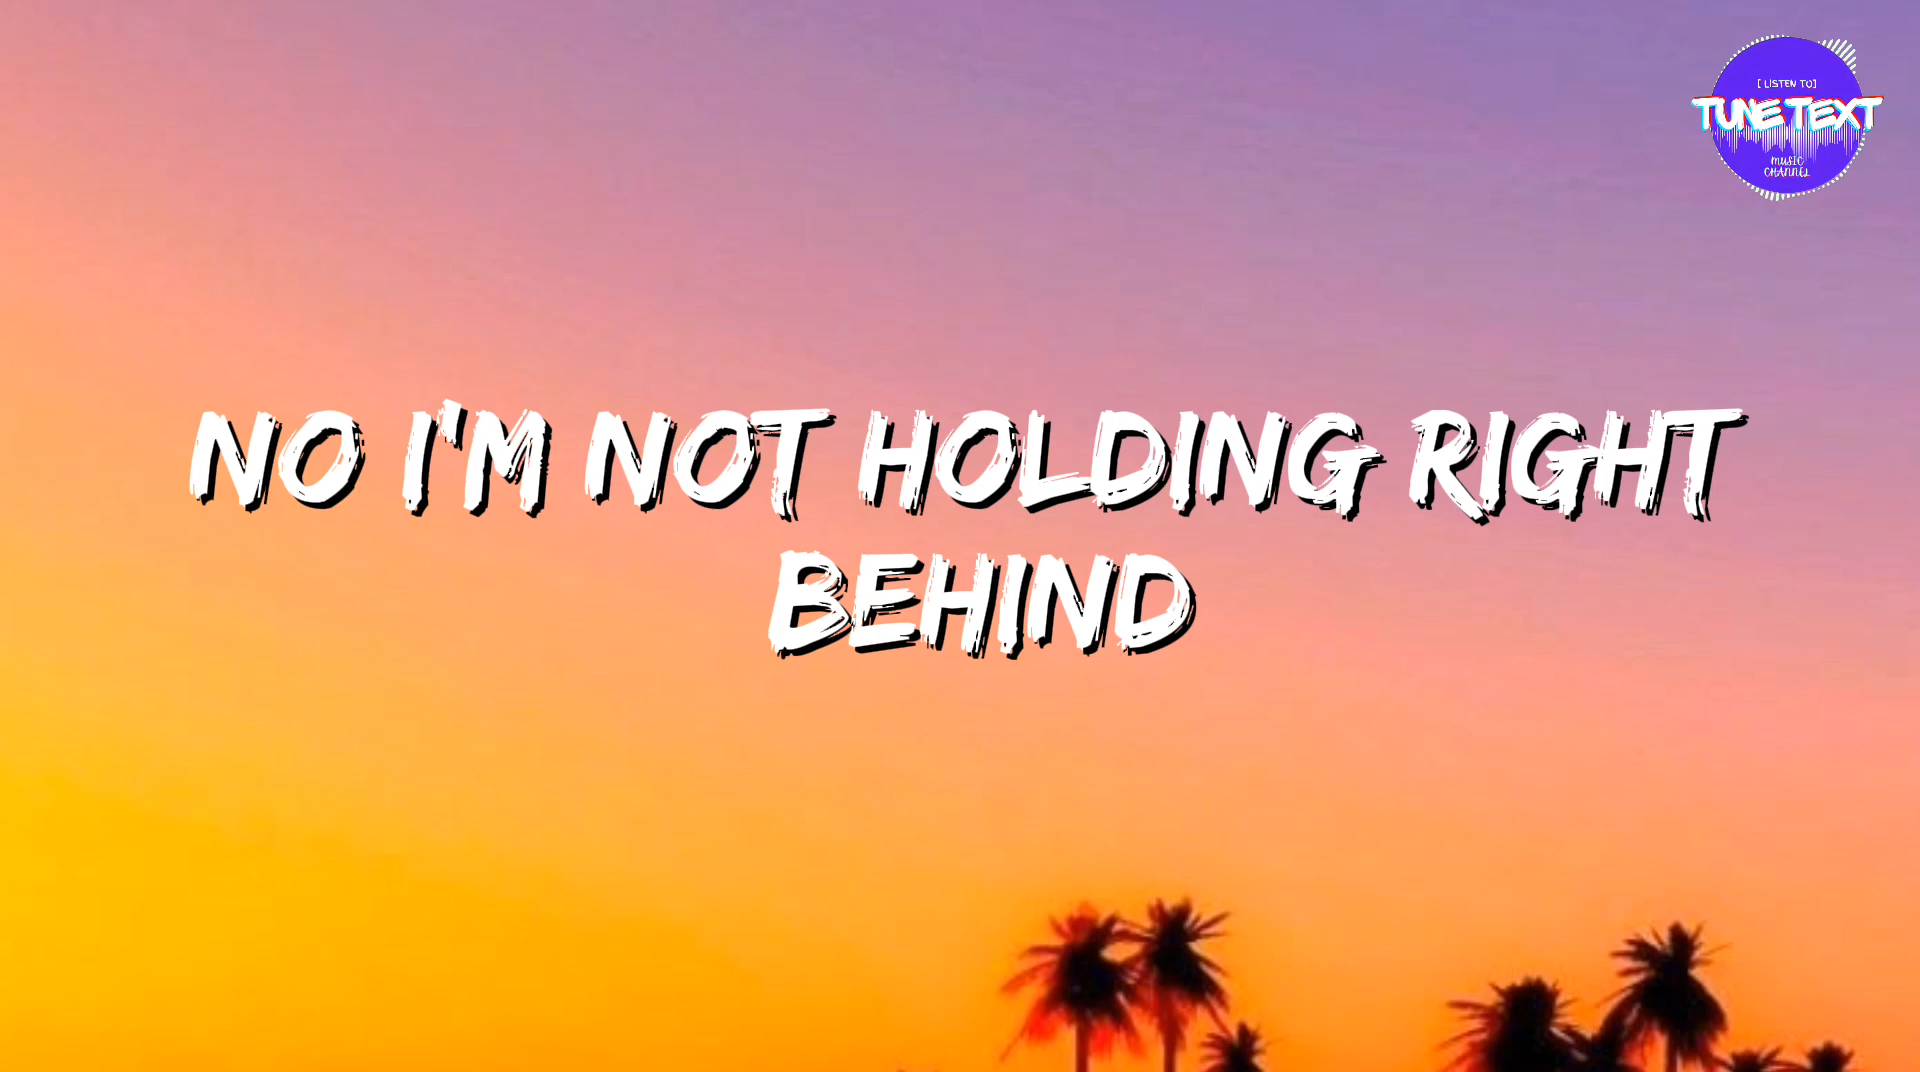 [ LISTEN TO]
TUNE TEXT
MUSIC
CHANNEL
NO I'M NOT HOLDING RIGHT
BEHIND